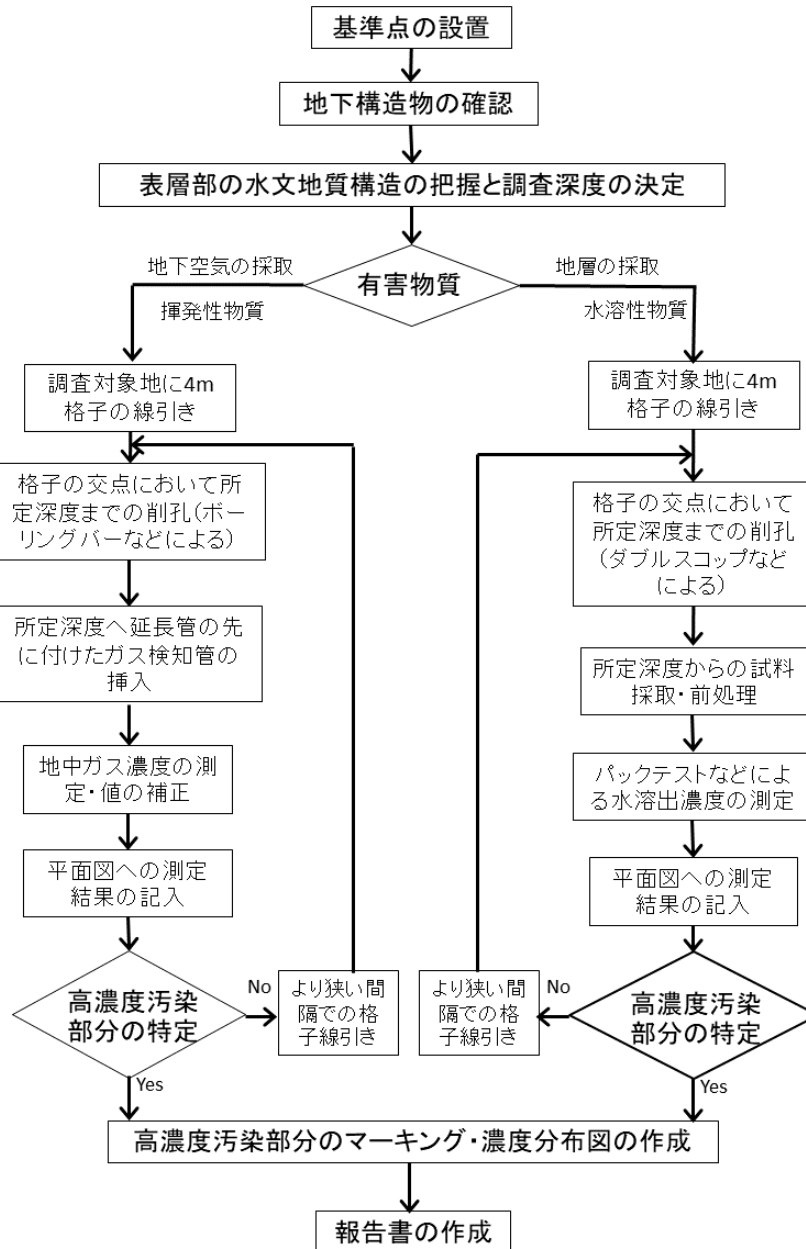 基準点の設置
地下構造物の確認
表層部の水文地質構造の把握と調査深度の決定
地下空気の採取
揮発性物質
有害物質
地層の採取
水溶性物質
調査対象地に4m
格子の線引き
格子の交点において所
定深度までの削孔(ボー
リングバーなどによる)
所定深度へ延長管の先
に付けたガス検知管の
挿入
地中ガス濃度の測
定・値の補正
平面図への測定
結果の記入
高濃度汚染
部分の特定
No
より狭い間
隔での格
子線引き
Yes
調査対象地に4m
格子の線引き
格子の交点において
所定深度までの削孔
(ダブルスコップなど
による)
所定深度からの試料
採取・前処理
パックテストなどによ
る水溶出濃度の測定
平面図への測定
結果の記入
高濃度汚染
部分の特定
No
より狭い間
隔での格
子線引き
Yes
高濃度汚染部分のマーキング・濃度分布図の作成
報告書の作成